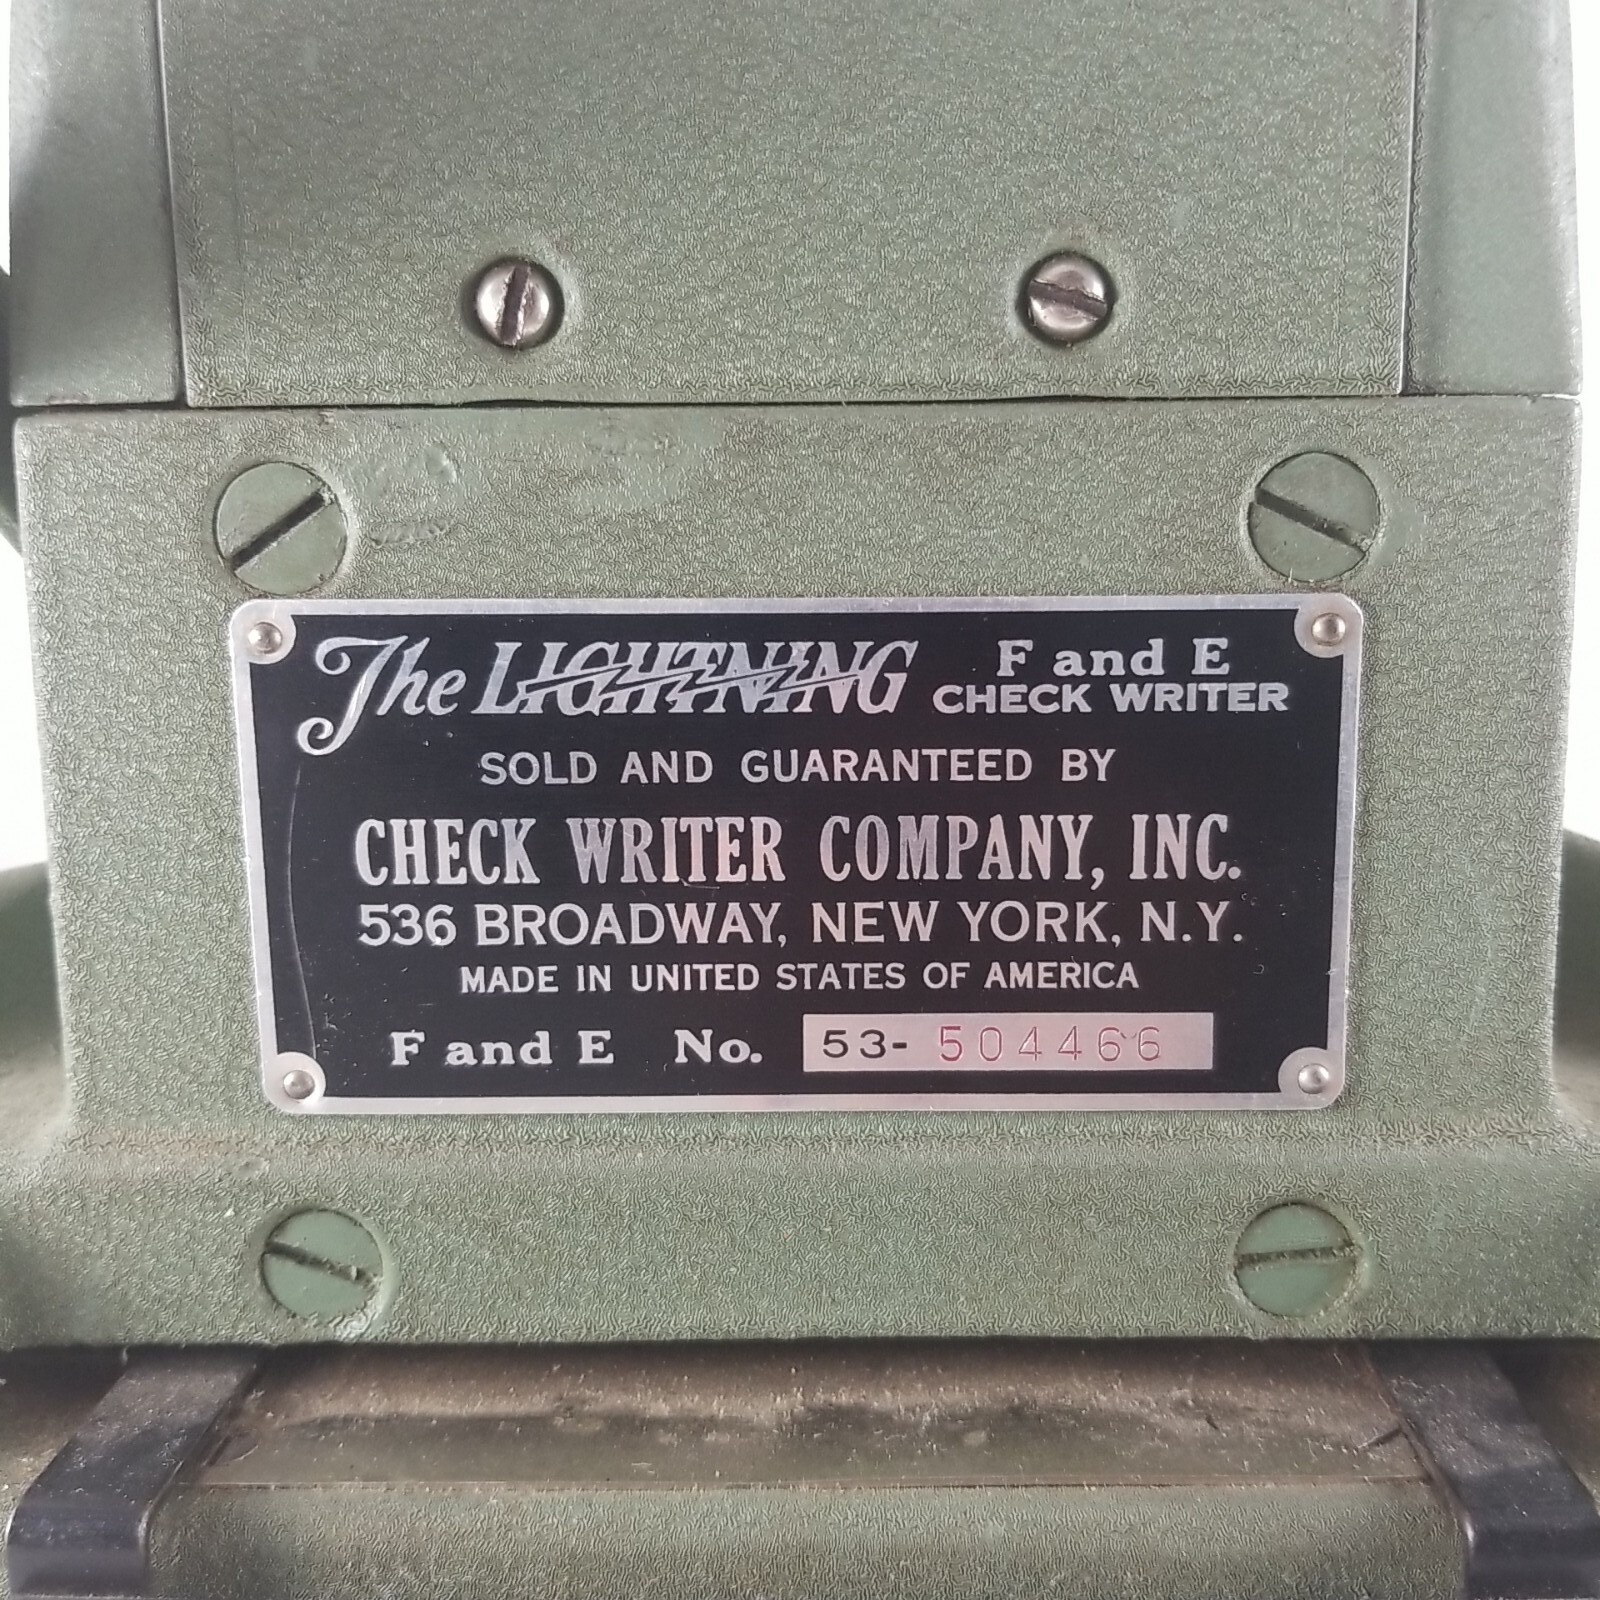 The LIGHTNING F and E CHECK WRITER
SOLD AND GUARANTEED BY
CHECK WRITER COMPANY, INC.
536 BROADWAY, NEW YORK, N.Y.
MADE IN UNITED STATES OF AMERICA
F and E No. 53- 504466